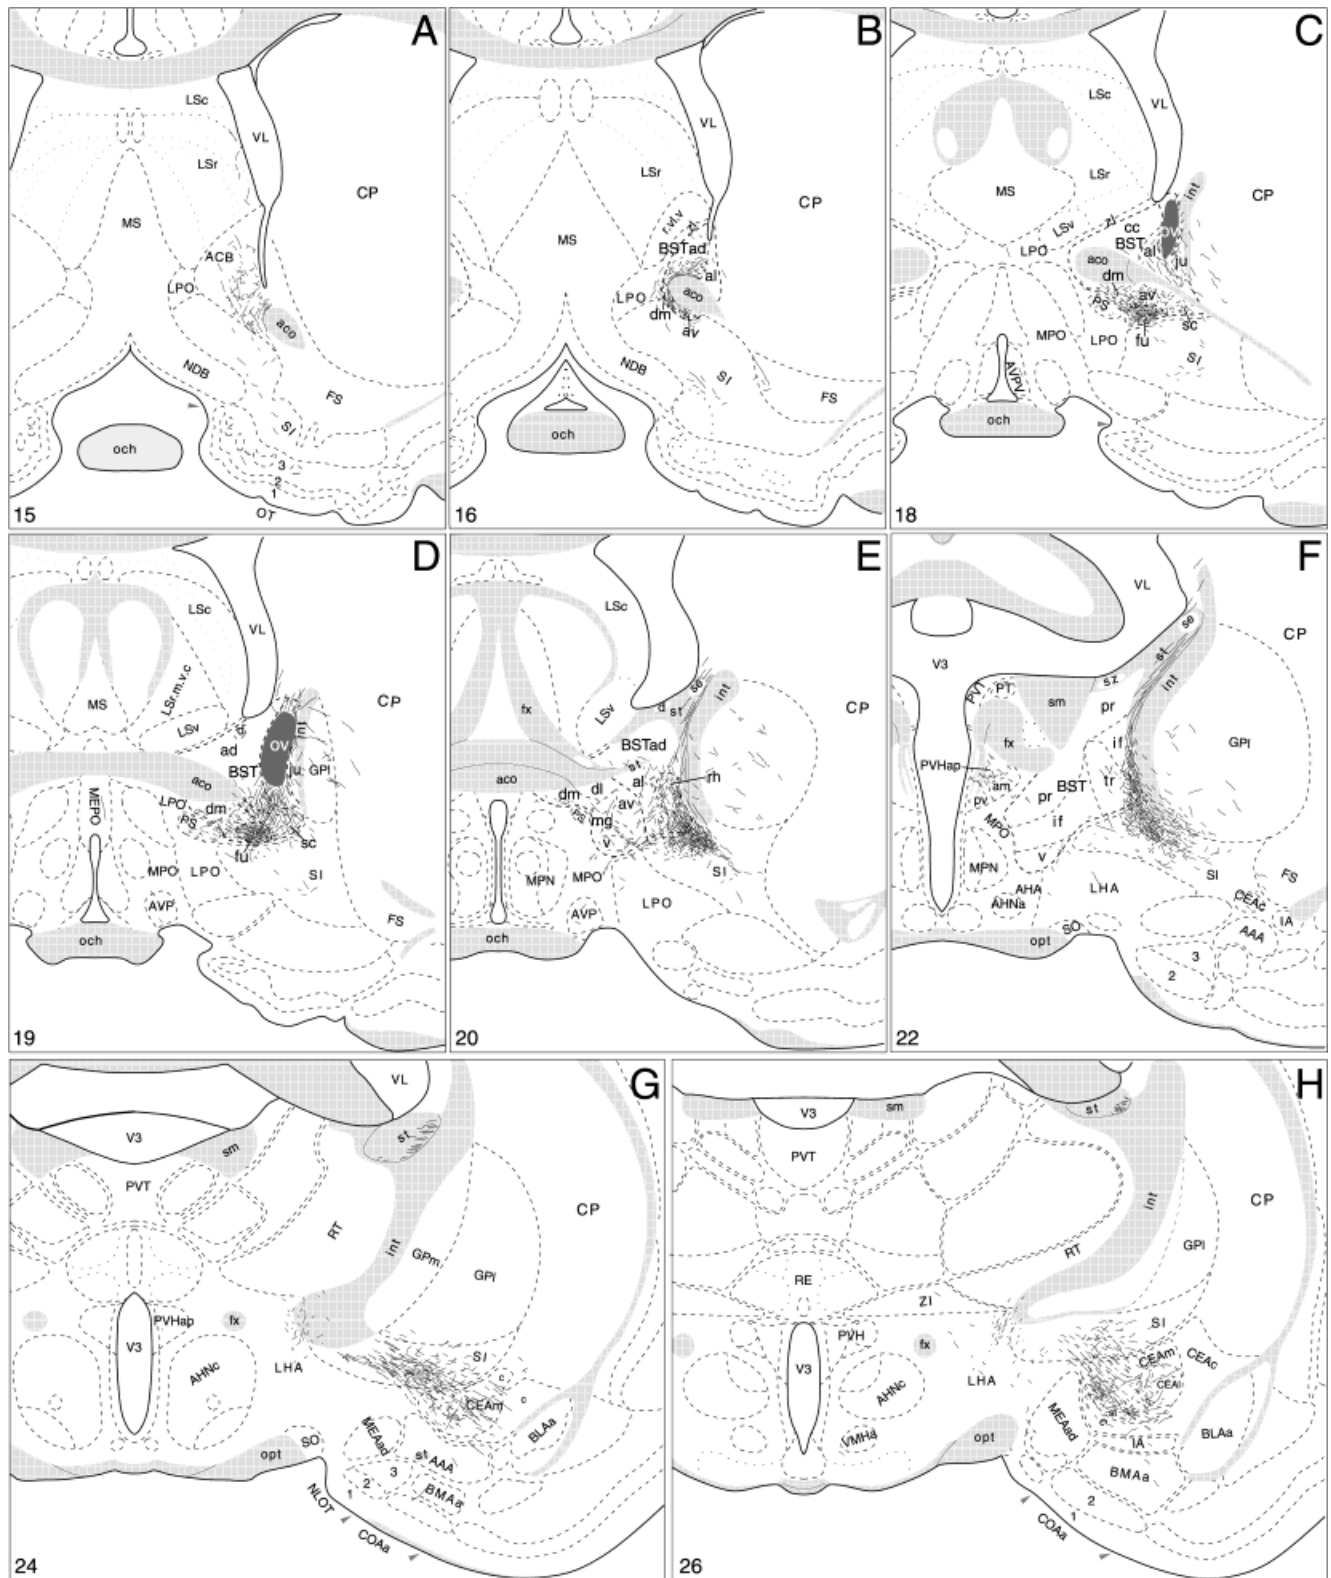 A
LSc
VL
LSr
CP
MS
ACB
LPO
aco
NDB
FS
SI
och
3
2
1
OT
15
B
VL
LSr
CP
r.vl.v
zl
MS
BSTad
al
LPO
aco
dm
av
NDB
SI
FS
och
16
C
LSc
VL
LSr
int
CP
MS
LSv
zl
cc
ov
BST
LPO
al
ju
aco
dm
av
PS
sc
MPO
LPO
fu
SI
AVPV
och
18
D
LSc
VL
LSr.m.v.c
CP
MS
LSv
ad
ov
tu
BST
ju
GPl
aco
MEPO
LPO
dm
PS
fu
sc
MPO
LPO
SI
AVP
FS
och
19
E
LSc
se
int
d
st
fx
LSv
CP
BSTad
st
aco
al
rh
dm
dl
av
PS
mg
v
MPN
MPO
SI
LPO
AVP
och
20
F
VL
se
CP
V3
st
PVT
PT
sz
int
sm
pr
fx
if
GPl
PVHap
am
BST
tr
pv
pr
MPO
if
v
MPN
SI
FS
AHA
LHA
CEAc
AHNa
IA
SO
AAA
opt
3
2
22
G
VL
V3
st
sm
PVT
CP
RT
int
GPm
GPl
PVHap
fx
V3
SI
LHA
c
AHNc
CEAm
c
MEAad
BLAa
SO
opt
st
AAA
3
2
BMAa
1
NLOT
COAa
24
H
V3
sm
st
PVT
int
CP
RT
GPl
RE
ZI
SI
PVH
fx
CEAm
CEAc
V3
LHA
CEAl
AHNc
MEAad
c
VMHa
BLAa
opt
IA
BMAa
2
1
COAa
26